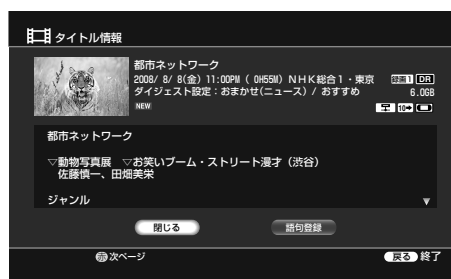 タイトル情報
都市ネットワーク
2008/ 8/ 8(金) 11:00PM ( 0H55M) NHK総合1・東京 録画1 DR
ダイジェスト設定:おまかせ(ニュース) / おすすめ 6.0GB
NEW 10➡
都市ネットワーク
▽動物写真展 ▽お笑いブーム・ストリート漫才(渋谷)
佐藤慎一、田畑美栄
ジャンル ▼
閉じる 語句登録
次ページ 戻る 終了